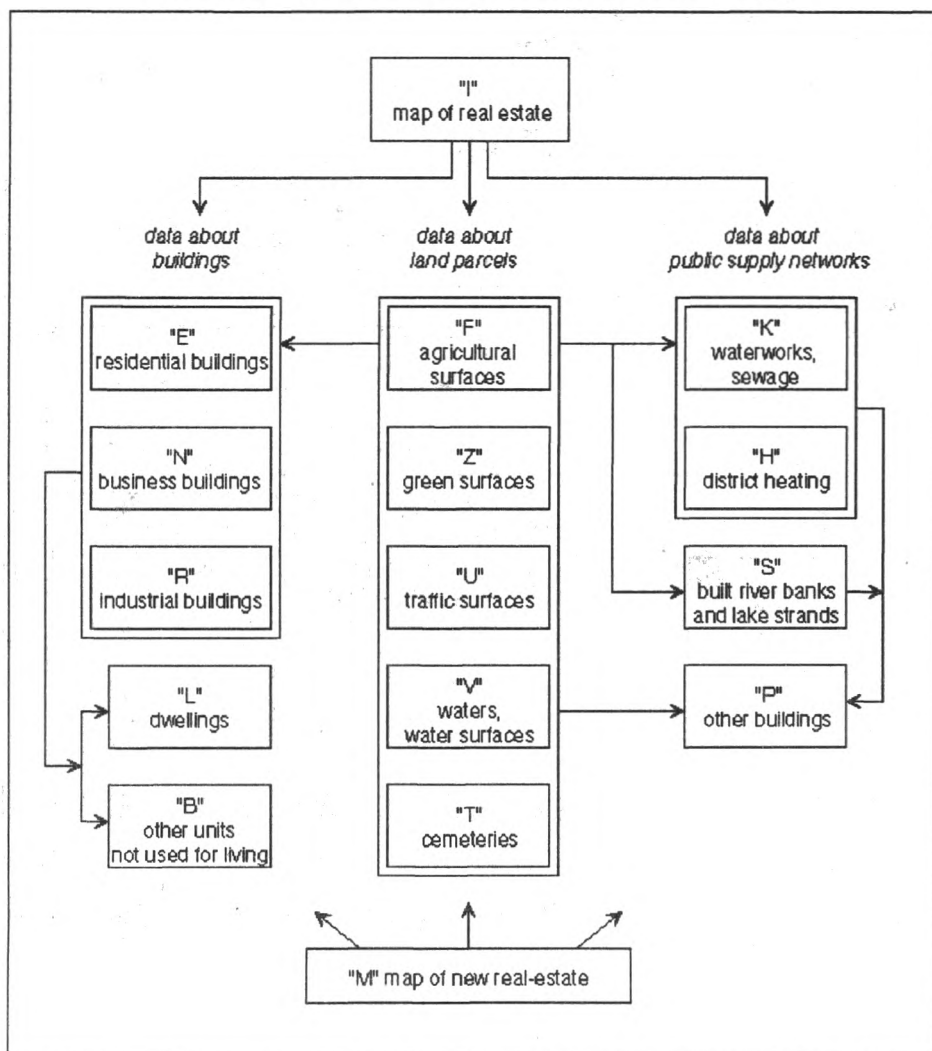 "I"
map of real estate
data about
buildings
data about
land parcels
data about
public supply networks
"E"
residential buildings
"N"
business buildings
"R"
industrial buildings
"L"
dwellings
"B"
other units
not used for living
"F"
agricultural
surfaces
"Z"
green surfaces
"U"
traffic surfaces
"V"
waters,
water surfaces
"T"
cemeteries
"K"
waterworks,
sewage
"H"
district heating
"S"
built river banks
and lake strands
"P"
other buildings
"M" map of new real-estate